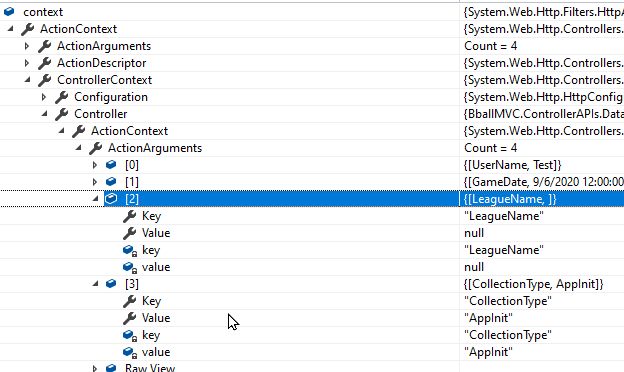 context {System.Web.Http.Filters.HttpA
ActionContext {System.Web.Http.Controllers.
ActionArguments Count = 4
ActionDescriptor {System.Web.Http.Controllers.
ControllerContext {System.Web.Http.Controllers.
Configuration {System.Web.Http.HttpConfig
Controller {BballMVC.ControllerAPIs.Data
ActionContext {System.Web.Http.Controllers.
ActionArguments Count = 4
[0] {[UserName, Test]}
[1] {[GameDate, 9/6/2020 12:00:00
[2] {[LeagueName, ]}
Key "LeagueName"
Value null
key "LeagueName"
value null
[3] {[CollectionType, AppInit]}
Key "CollectionType"
Value "AppInit"
key "CollectionType"
value "AppInit"
Raw View